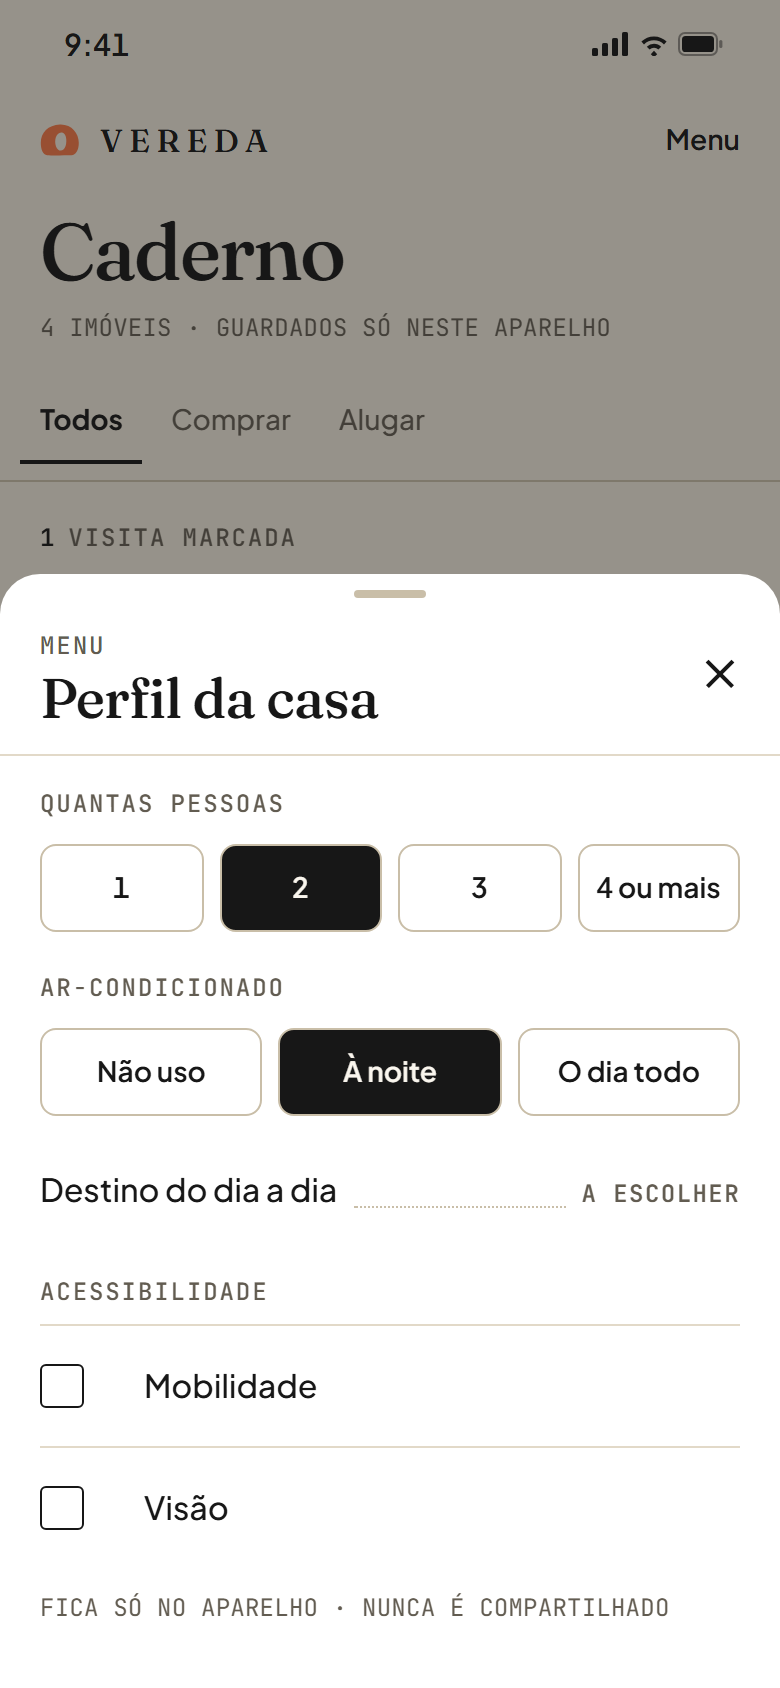 9:41
VEREDA
Menu
Caderno
4 IMÓVEIS · GUARDADOS SÓ NESTE APARELHO
Todos Comprar Alugar
1 VISITA MARCADA
MENU
Perfil da casa
QUANTAS PESSOAS
1 2 3 4 ou mais
AR-CONDICIONADO
Não uso À noite O dia todo
Destino do dia a dia A ESCOLHER
ACESSIBILIDADE
Mobilidade
Visão
FICA SÓ NO APARELHO · NUNCA É COMPARTILHADO